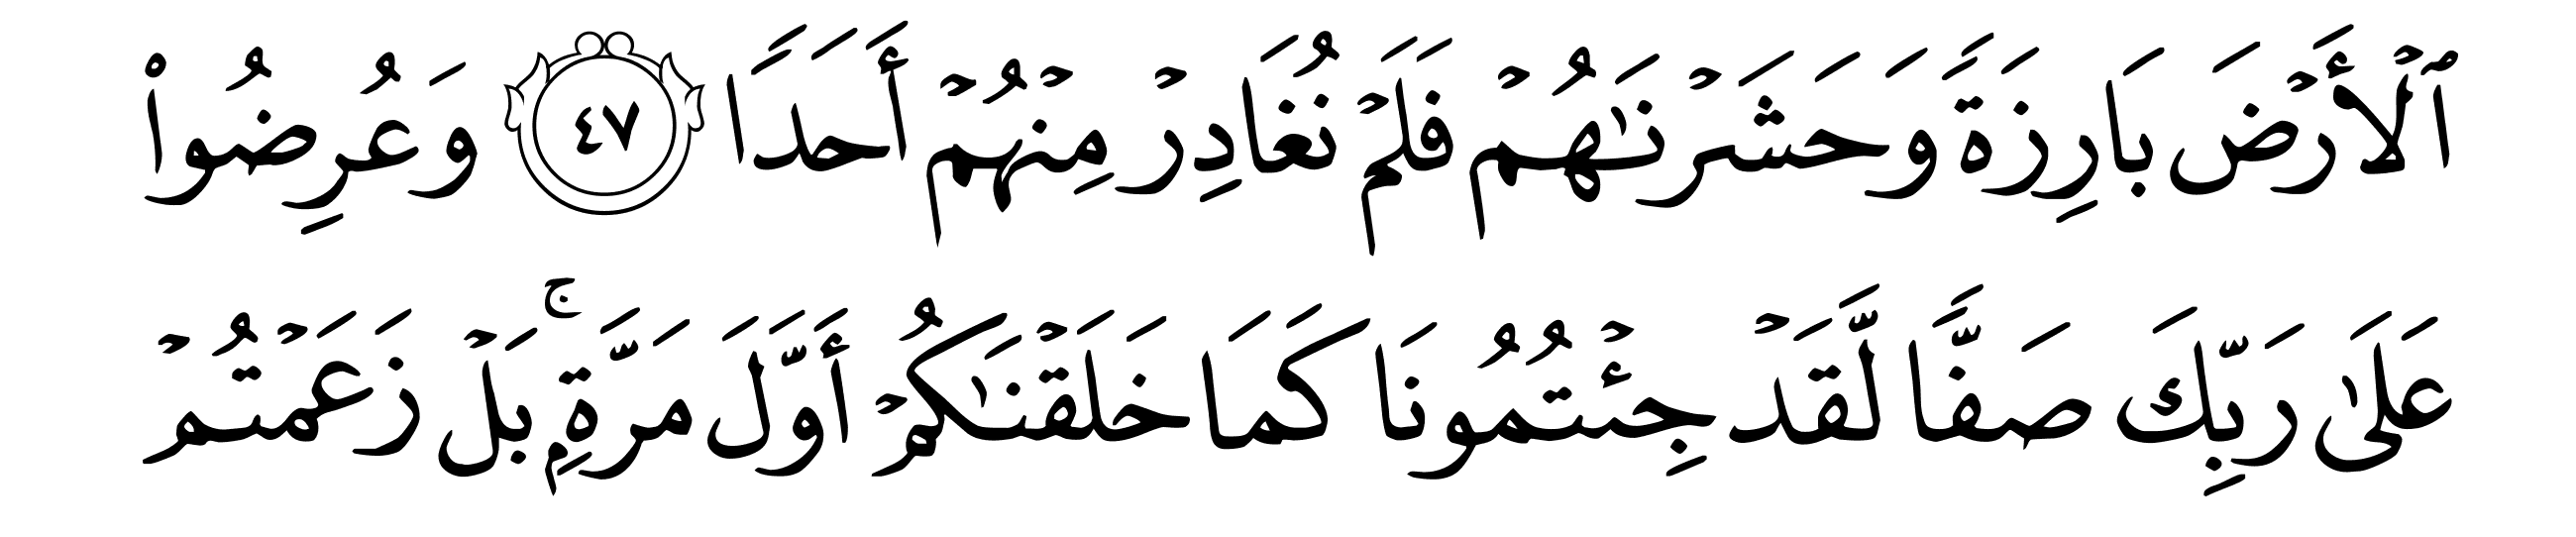 ٱلۡأَرۡضَ بَارِزَةً وَحَشَرۡنَٰهُمۡ فَلَمۡ نُغَادِرۡ مِنۡهُمۡ أَحَدًا ٤٧ وَعُرِضُواْ
عَلَىٰ رَبِّكَ صَفًّا لَّقَدۡ جِئۡتُمُونَا كَمَا خَلَقۡنَٰكُمۡ أَوَّلَ مَرَّةِۭۚ بَلۡ زَعَمۡتُمۡ